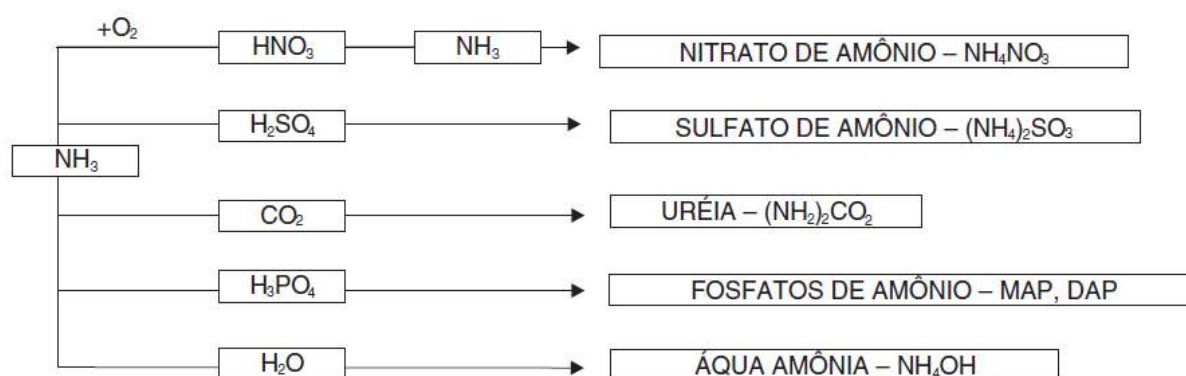 +O₂
HNO₃ NH₃ NITRATO DE AMÔNIO – NH₄NO₃
H₂SO₄ SULFATO DE AMÔNIO – (NH₄)₂SO₃
NH₃
CO₂ URÉIA – (NH₂)₂CO₂
H₃PO₄ FOSFATOS DE AMÔNIO – MAP, DAP
H₂O ÁQUA AMÔNIA – NH₄OH